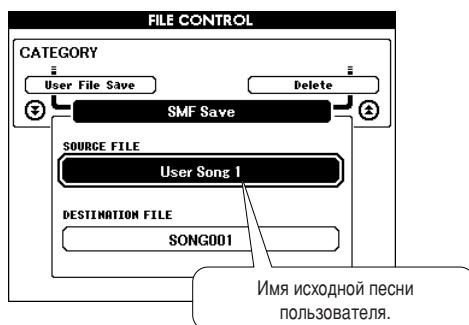 FILE CONTROL
CATEGORY
User File Save
Delete
SMF Save
SOURCE FILE
User Song 1
DESTINATION FILE
SONG001
Имя исходной песни
пользователя.